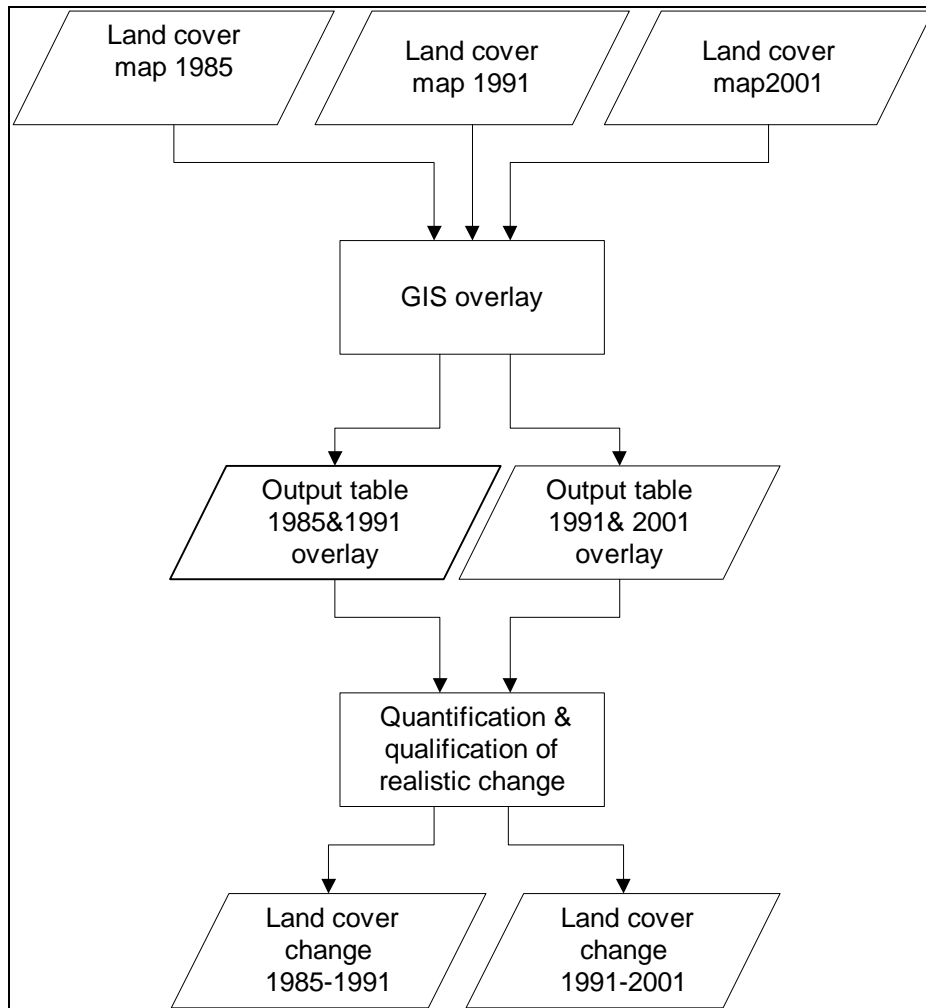 Land cover
map 1985
Land cover
map 1991
Land cover
map2001
GIS overlay
Output table
1985&1991
overlay
Output table
1991& 2001
overlay
Quantification &
qualification of
realistic change
Land cover
change
1985-1991
Land cover
change
1991-2001